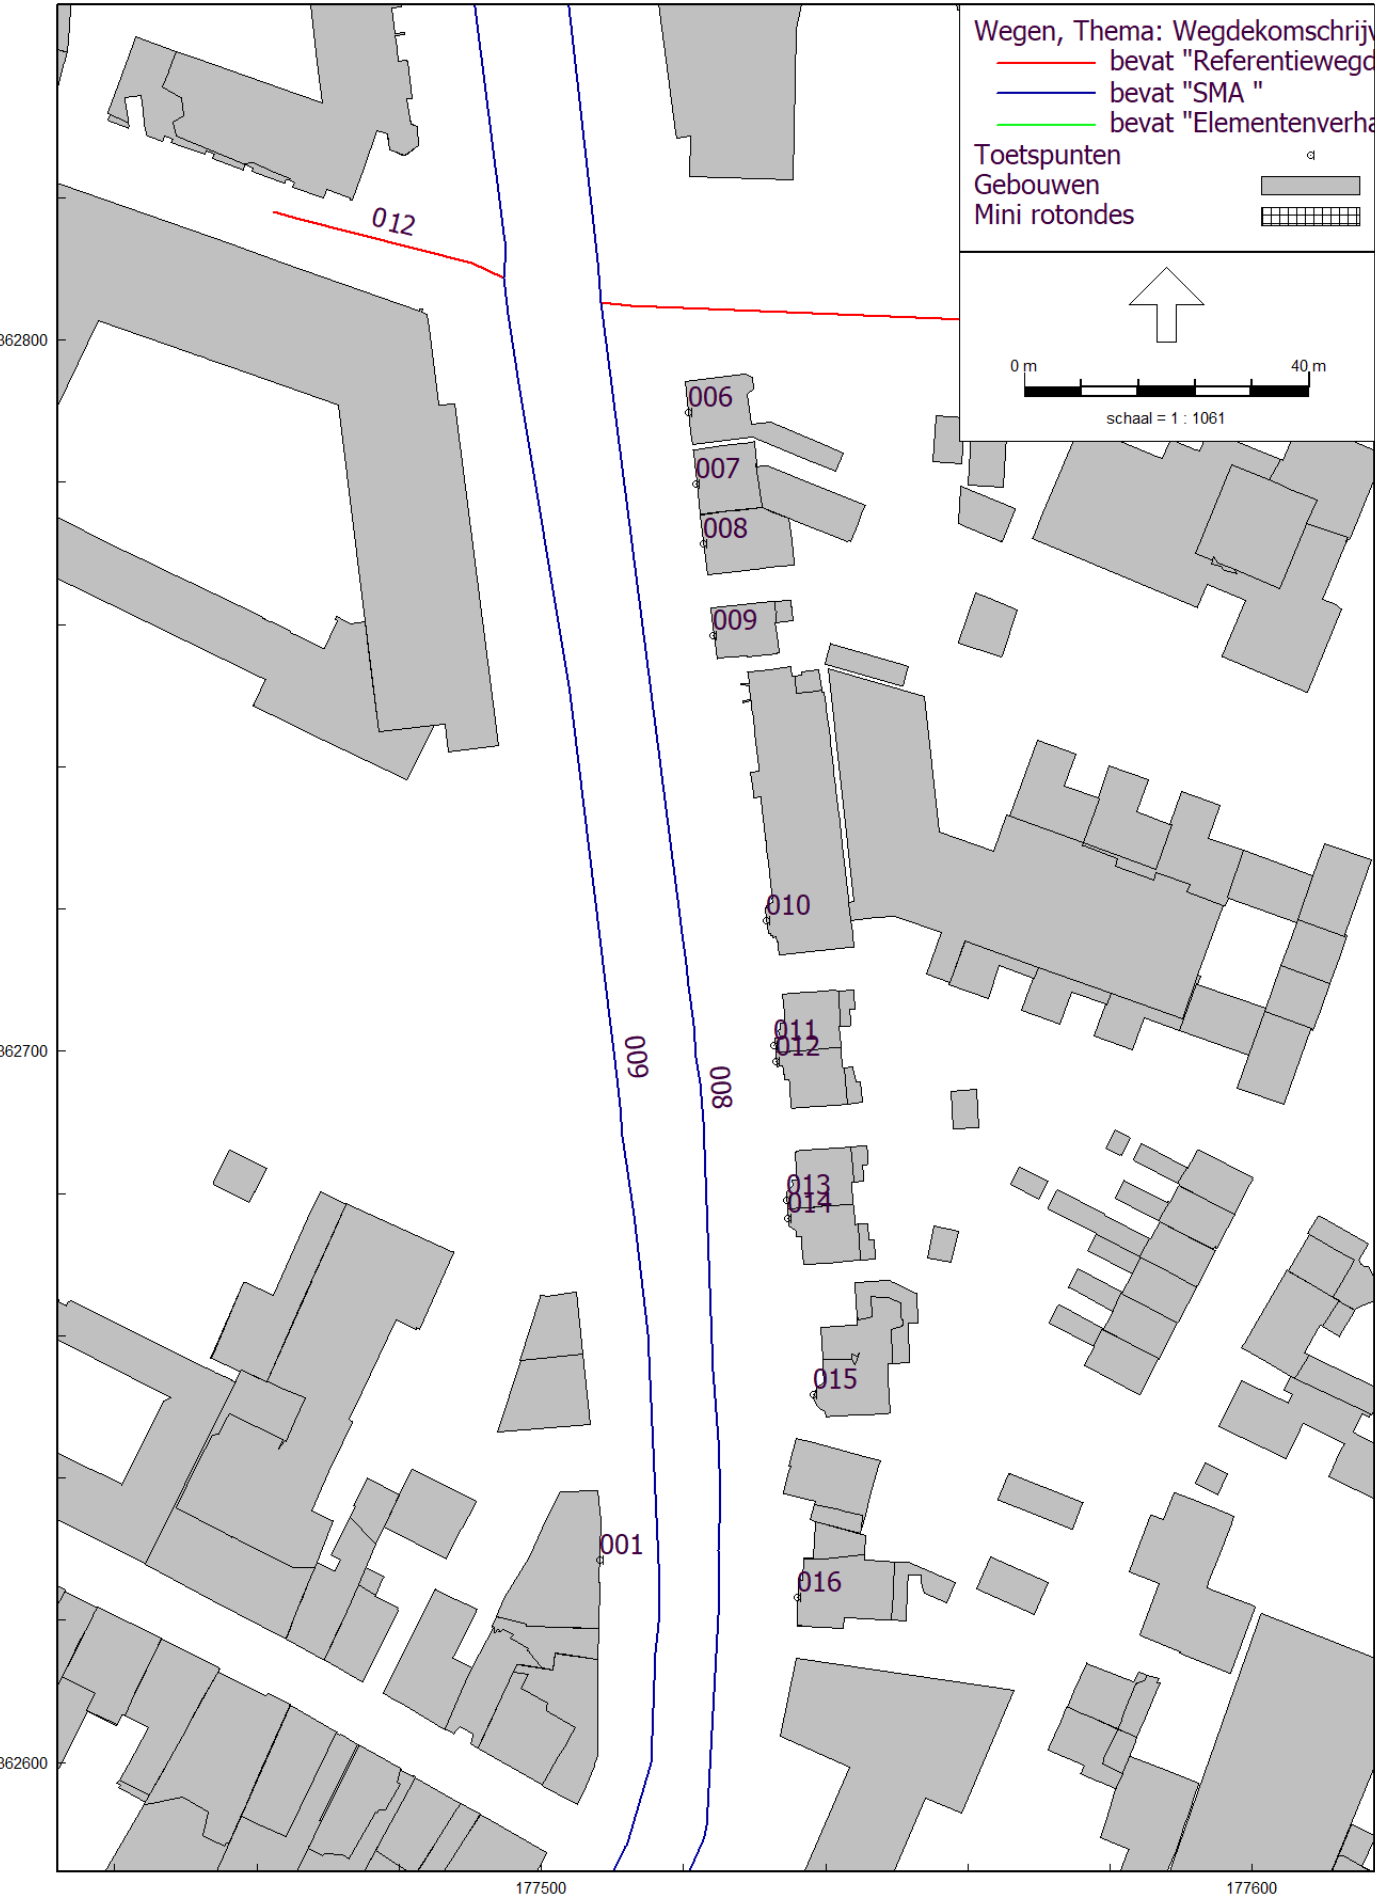 Wegen, Thema: Wegdekomschrijv
bevat "Referentiewegd
bevat "SMA "
bevat "Elementenverha
Toetspunten
Gebouwen
Mini rotondes
0 m
40 m
schaal = 1 : 1061
012
362800
006
007
008
009
010
011
012
362700
009
008
013
014
015
001
016
362600
177500
177600